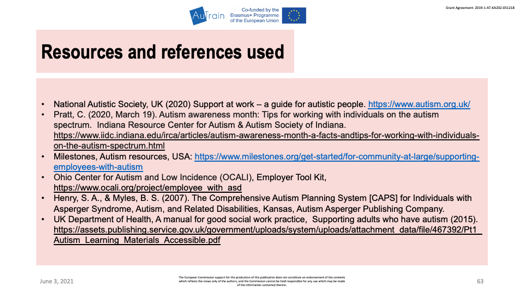 Grant Agreement: 2019-1-AT-KA202-051218
AuTrain
Co-funded by the
Erasmus+ Programme
of the European Union
Resources and references used
• National Autistic Society, UK (2020) Support at work – a guide for autistic people. https://www.autism.org.uk/
• Pratt, C. (2020, March 19). Autism awareness month: Tips for working with individuals on the autism
spectrum. Indiana Resource Center for Autism & Autism Society of Indiana.
https://www.iidc.indiana.edu/irca/articles/autism-awareness-month-a-facts-andtips-for-working-with-individuals-
on-the-autism-spectrum.html
• Milestones, Autism resources, USA: https://www.milestones.org/get-started/for-community-at-large/supporting-
employees-with-autism
• Ohio Center for Autism and Low Incidence (OCALI), Employer Tool Kit,
https://www.ocali.org/project/employee_with_asd
• Henry, S. A., & Myles, B. S. (2007). The Comprehensive Autism Planning System [CAPS] for Individuals with
Asperger Syndrome, Autism, and Related Disabilities, Kansas, Autism Asperger Publishing Company.
• UK Department of Health, A manual for good social work practice, Supporting adults who have autism (2015).
https://assets.publishing.service.gov.uk/government/uploads/system/uploads/attachment_data/file/467392/Pt1_
Autism_Learning_Materials_Accessible.pdf
June 3, 2021
The European Commission support for the production of this publication does not constitute an endorsement of the contents
which reflects the views only of the authors, and the Commission cannot be held responsible for any use which may be made
of the information contained therein.
63